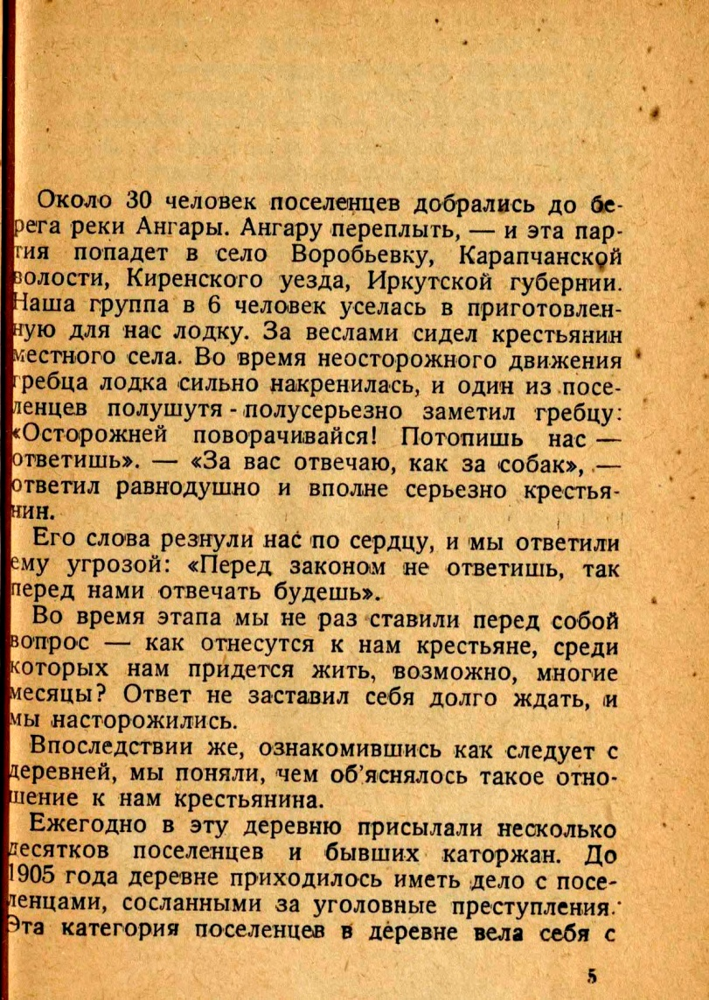 Около 30 человек поселенцев добрались до бе-
рега реки Ангары. Ангару переплыть, — и эта пар-
тия попадет в село Воробьевку, Карапчанской
волости, Киренского уезда, Иркутской губернии.
Наша группа в 6 человек уселась в приготовлен-
ную для нас лодку. За веслами сидел крестьянин
местного села. Во время неосторожного движения
гребца лодка сильно накренилась, и один из посе-
ленцев полушутя - полусерьезно заметил гребцу:
«Осторожней поворачивайся! Потопишь нас —
ответишь». — «За вас отвечаю, как за собак», —
ответил равнодушно и вполне серьезно крестья-
нин.
Его слова резнули нас по сердцу, и мы ответили
ему угрозой: «Перед законом не ответишь, так
перед нами отвечать будешь».
Во время этапа мы не раз ставили перед собой
вопрос — как отнесутся к нам крестьяне, среди
которых нам придется жить, возможно, многие
месяцы? Ответ не заставил себя долго ждать, и
мы насторожились.
Впоследствии же, ознакомившись как следует с
деревней, мы поняли, чем об’яснялось такое отно-
шение к нам крестьянина.
Ежегодно в эту деревню присылали несколько
десятков поселенцев и бывших каторжан. До
1905 года деревне приходилось иметь дело с посе-
ленцами, сосланными за уголовные преступления.
Эта категория поселенцев в деревне вела себя с
5